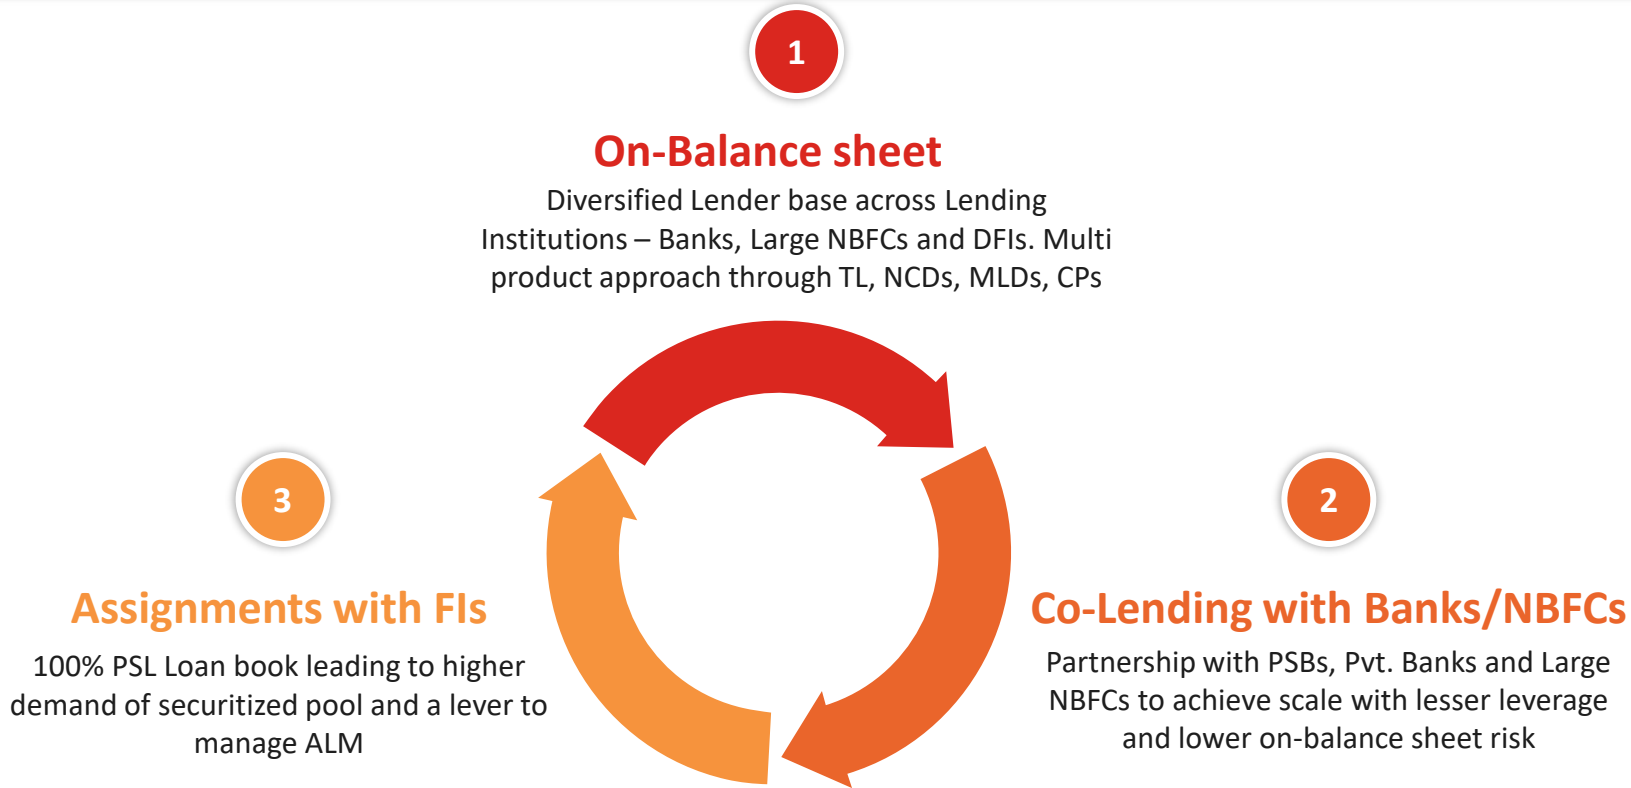 1
On-Balance sheet
Diversified Lender base across Lending
Institutions – Banks, Large NBFCs and DFIs. Multi
product approach through TL, NCDs, MLDs, CPs
2
Co-Lending with Banks/NBFCs
Partnership with PSBs, Pvt. Banks and Large
NBFCs to achieve scale with lesser leverage
and lower on-balance sheet risk
3
Assignments with FIs
100% PSL Loan book leading to higher
demand of securitized pool and a lever to
manage ALM